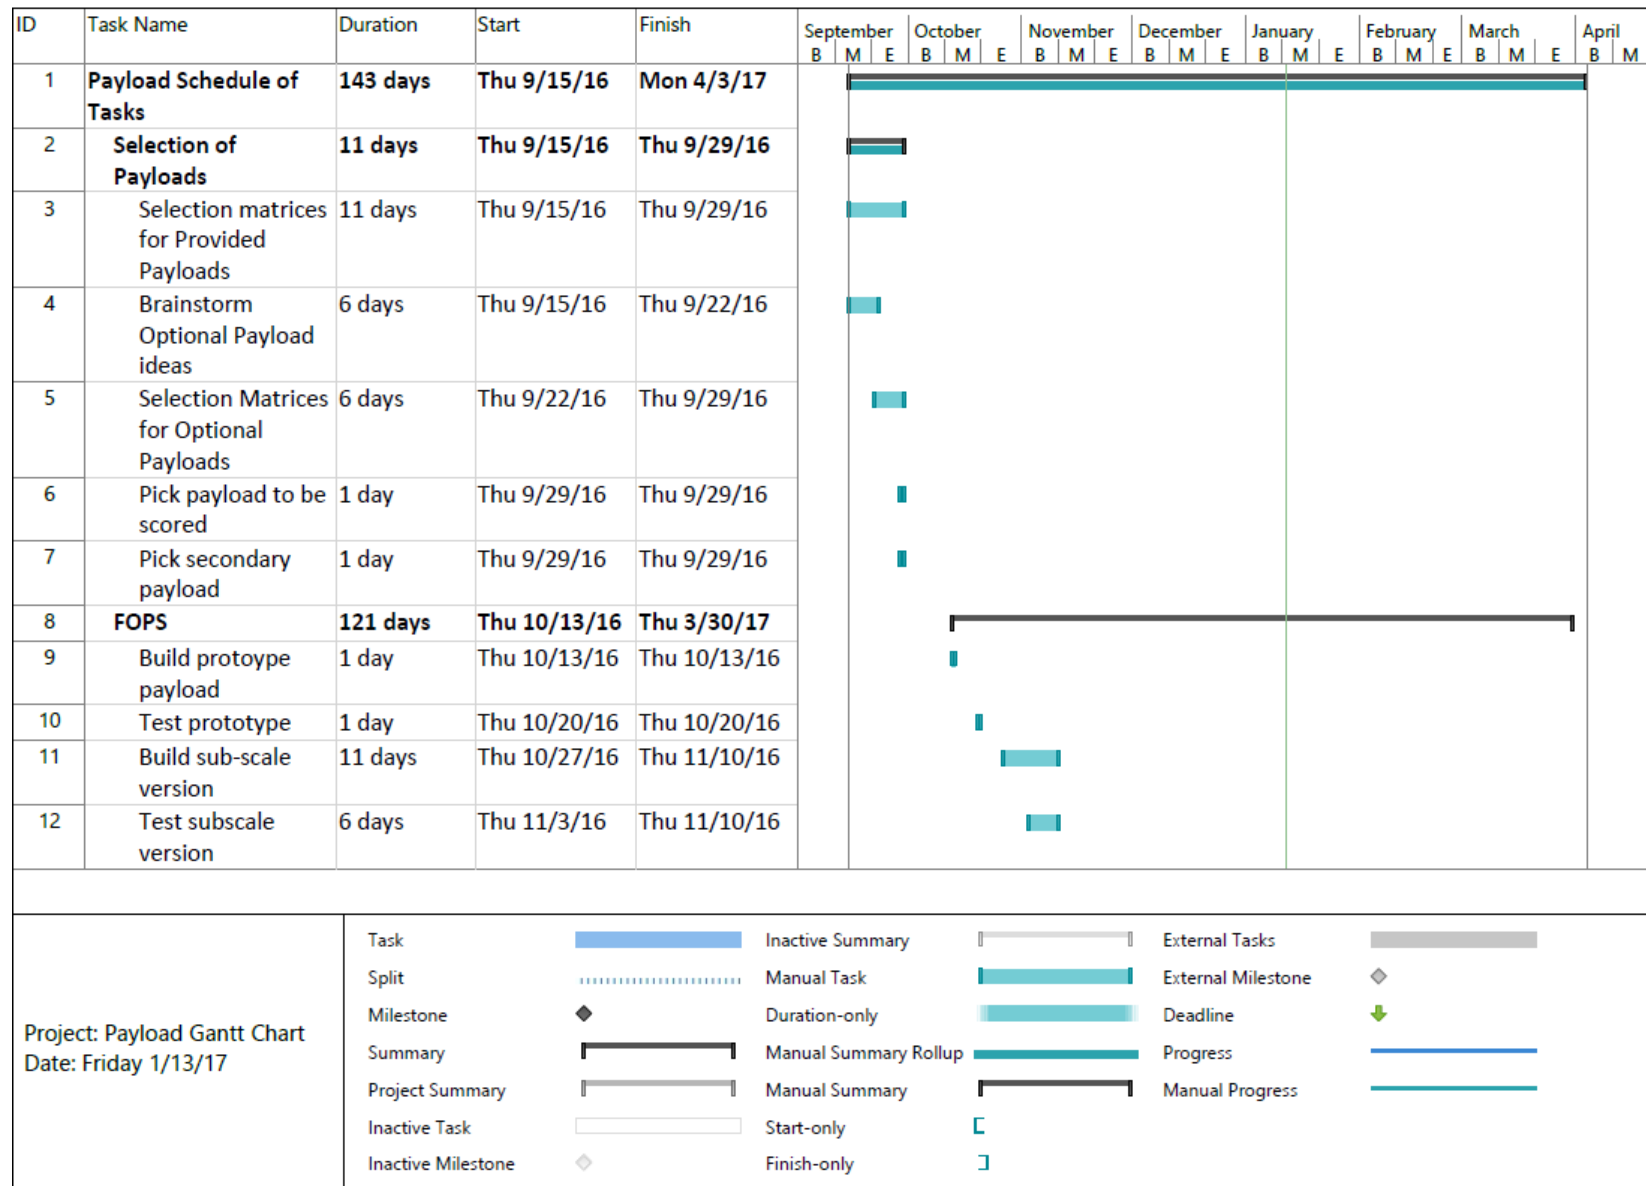 ID Task Name Duration Start Finish September October November December January February March April
B M E B M E B M E B M E B M E B M E B M E B M
1 Payload Schedule of 143 days Thu 9/15/16 Mon 4/3/17
Tasks
2 Selection of 11 days Thu 9/15/16 Thu 9/29/16
Payloads
3 Selection matrices 11 days Thu 9/15/16 Thu 9/29/16
for Provided
Payloads
4 Brainstorm 6 days Thu 9/15/16 Thu 9/22/16
Optional Payload
ideas
5 Selection Matrices 6 days Thu 9/22/16 Thu 9/29/16
for Optional
Payloads
6 Pick payload to be 1 day Thu 9/29/16 Thu 9/29/16
scored
7 Pick secondary 1 day Thu 9/29/16 Thu 9/29/16
payload
8 FOPS 121 days Thu 10/13/16 Thu 3/30/17
9 Build protoype 1 day Thu 10/13/16 Thu 10/13/16
payload
10 Test prototype 1 day Thu 10/20/16 Thu 10/20/16
11 Build sub-scale 11 days Thu 10/27/16 Thu 11/10/16
version
12 Test subscale 6 days Thu 11/3/16 Thu 11/10/16
version
Project: Payload Gantt Chart
Date: Friday 1/13/17
Task
Split
Milestone
Summary
Project Summary
Inactive Task
Inactive Milestone
Inactive Summary
Manual Task
Duration-only
Manual Summary Rollup
Manual Summary
Start-only
Finish-only
External Tasks
External Milestone
Deadline
Progress
Manual Progress